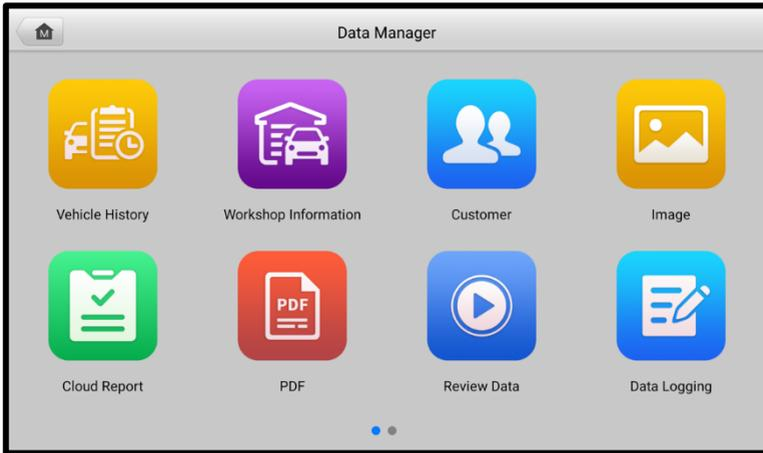 M
Data Manager
Vehicle History
Workshop Information
Customer
Image
PDF
Cloud Report
PDF
Review Data
Data Logging